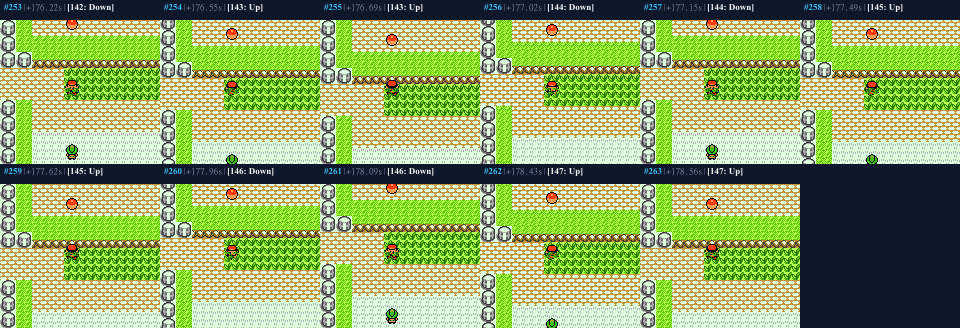 #253|+176.22s|[142: Down]
#254|+176.55s|[143: Up]
#255|+176.69s|[143: Up]
#256|+177.02s|[144: Down]
#257|+177.15s|[144: Down]
#258|+177.49s|[145: Up]
#259|+177.62s|[145: Up]
#260|+177.96s|[146: Down]
#261|+178.09s|[146: Down]
#262|+178.43s|[147: Up]
#263|+178.56s|[147: Up]